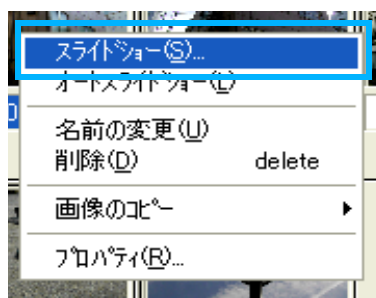 スライドショー(S)...
オートスライドショー(L)
名前の変更(U)
削除(D) delete
画像のコピー
プロパティ(R)...